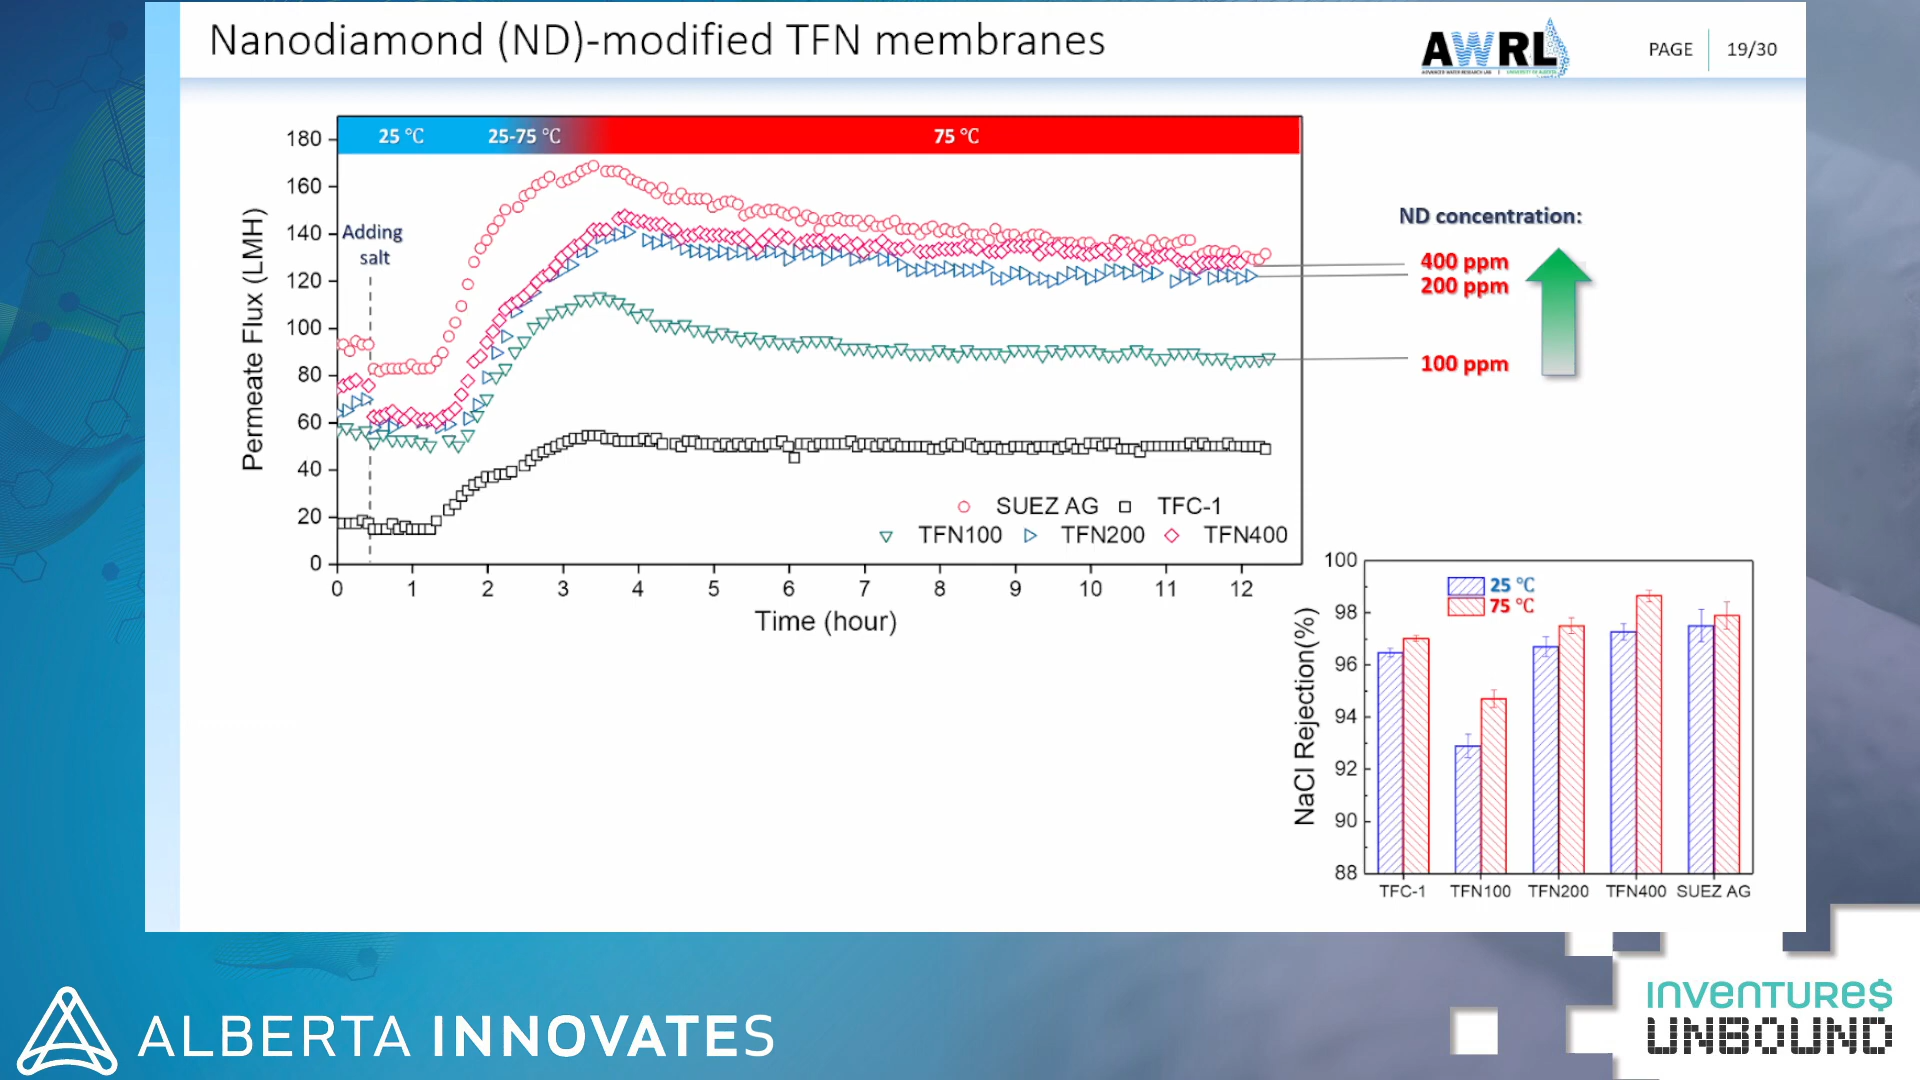 Nanodiamond (ND)-modified TFN membranes
AWRL
PAGE 19/30
25 °C 25-75 °C 75 °C
180
160
140
120
100
80
60
40
20
0
Permeate Flux (LMH)
Adding
salt
SUEZ AG TFC-1
TFN100 TFN200 TFN400
0 1 2 3 4 5 6 7 8 9 10 11 12
Time (hour)
ND concentration:
400 ppm
200 ppm
100 ppm
100
98
96
94
92
90
88
NaCl Rejection(%)
25 °C
75 °C
TFC-1 TFN100 TFN200 TFN400 SUEZ AG
ALBERTA INNOVATES
INVENTURE$
UNBOUND